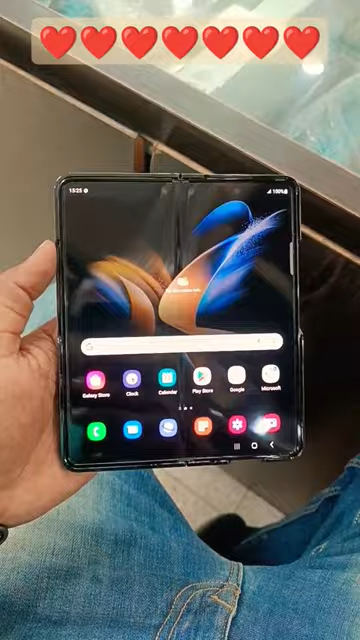 ❤️❤️❤️❤️❤️❤️❤️
15:25
100%
Galaxy Store
Clock
Calendar
Play Store
Google
Microsoft